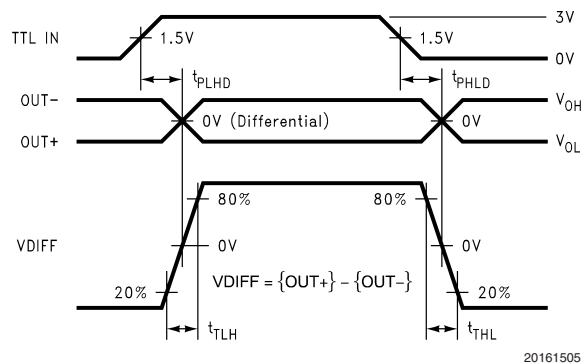 3V
TTL IN 1.5V 1.5V
0V
tPLHD tPHLD
OUT- VOH
0V (Differential) 0V
OUT+ VOL
80% 80%
VDIFF 0V 0V
VDIFF = {OUT+} – {OUT–}
20% 20%
tTLH tTHL
20161505